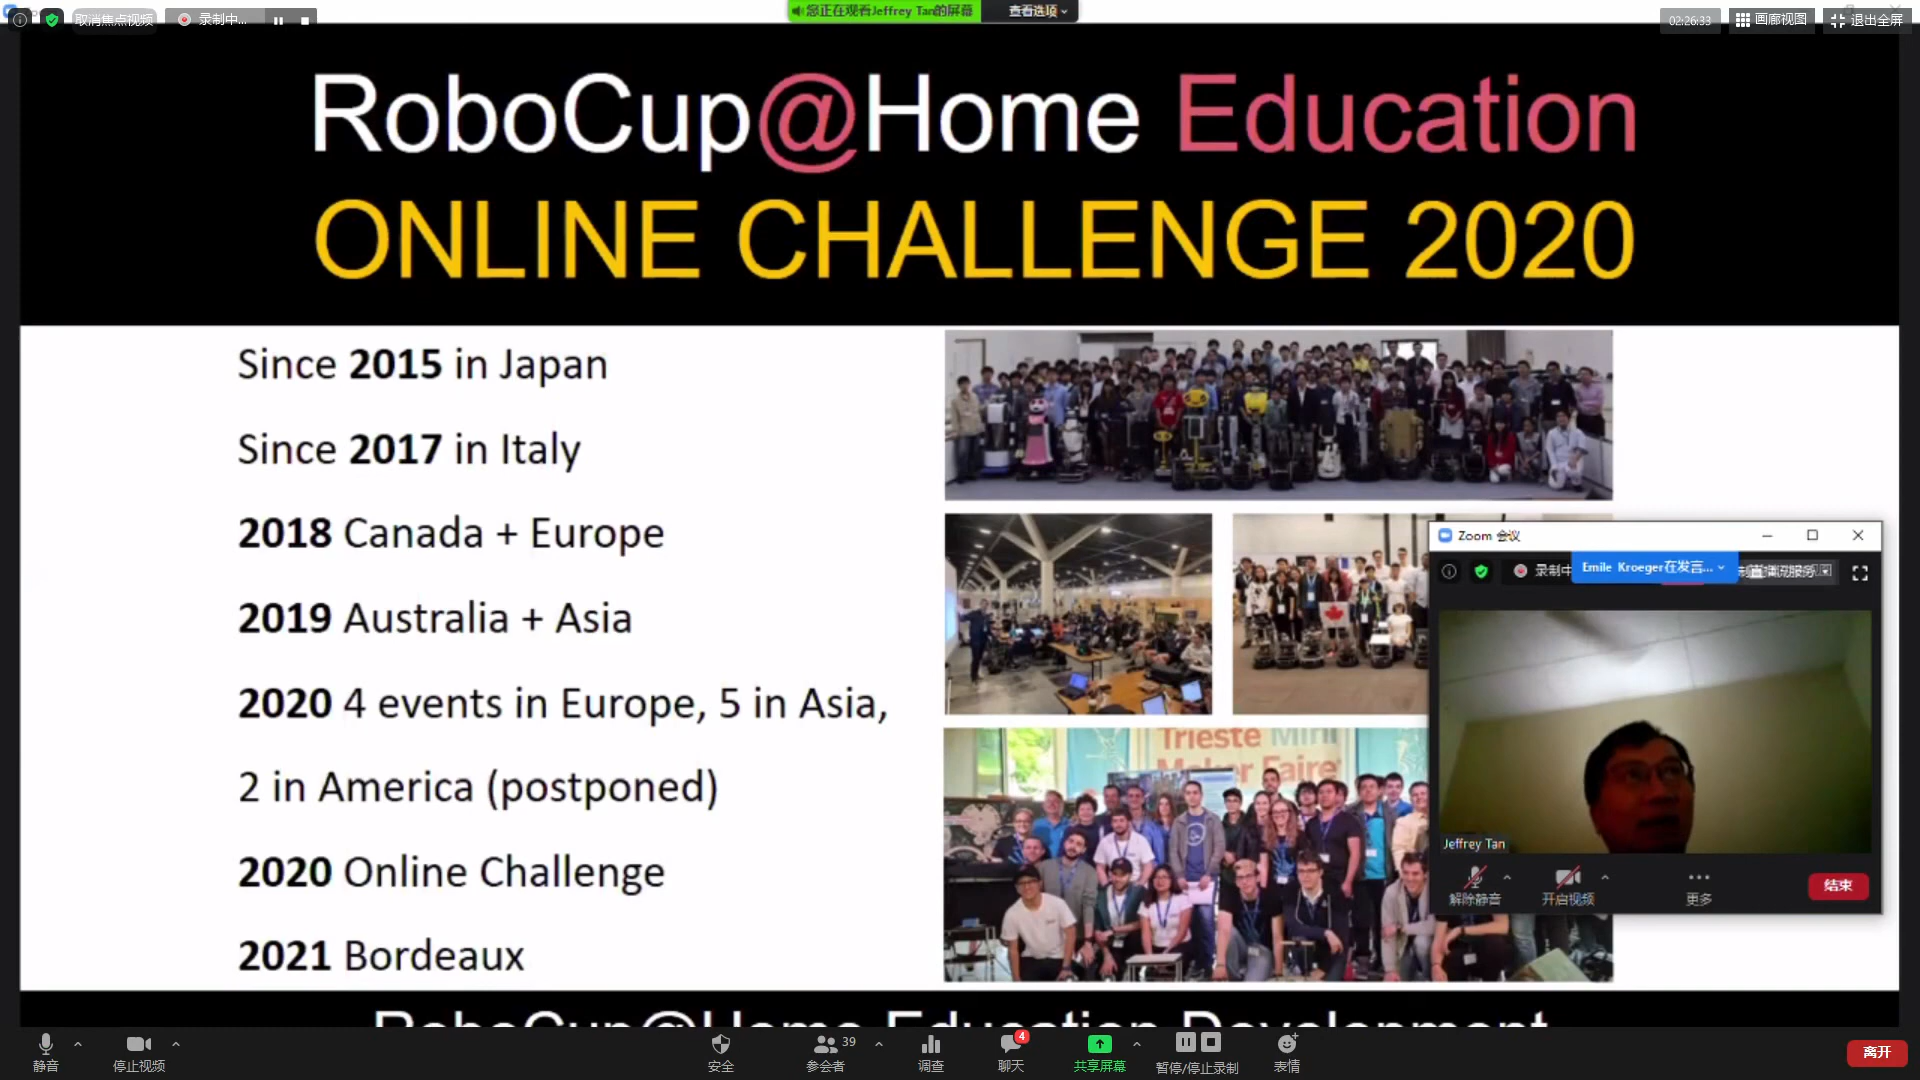 取消焦点视频
录制中...
您正在观看Jeffrey Tan的屏幕
查看选项
02:26:33
画廊视图
退出全屏
RoboCup@Home Education
ONLINE CHALLENGE 2020
Since 2015 in Japan
Since 2017 in Italy
2018 Canada + Europe
2019 Australia + Asia
2020 4 events in Europe, 5 in Asia,
2 in America (postponed)
2020 Online Challenge
2021 Bordeaux
Trieste Mini
Maker Faire
Zoom 会议
录制中
Emile Kroeger在发言...
Jeffrey Tan
解除静音
开启视频
更多
结束
RoboCup@Home Education Development
静音
停止视频
安全
参会者
39
调查
聊天
4
共享屏幕
暂停/停止录制
表情
离开